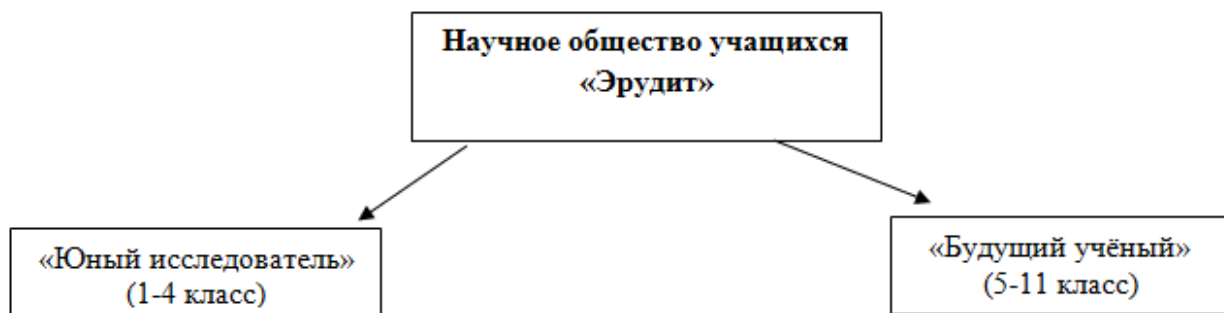 Научное общество учащихся
«Эрудит»
«Юный исследователь»
(1-4 класс)
«Будущий учёный»
(5-11 класс)